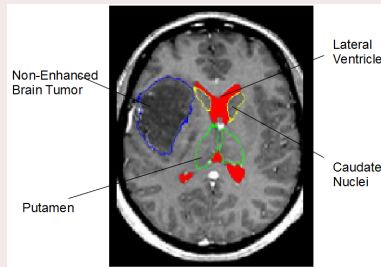 Lateral
Ventricle
Non-Enhanced
Brain Tumor
Caudate
Nuclei
Putamen